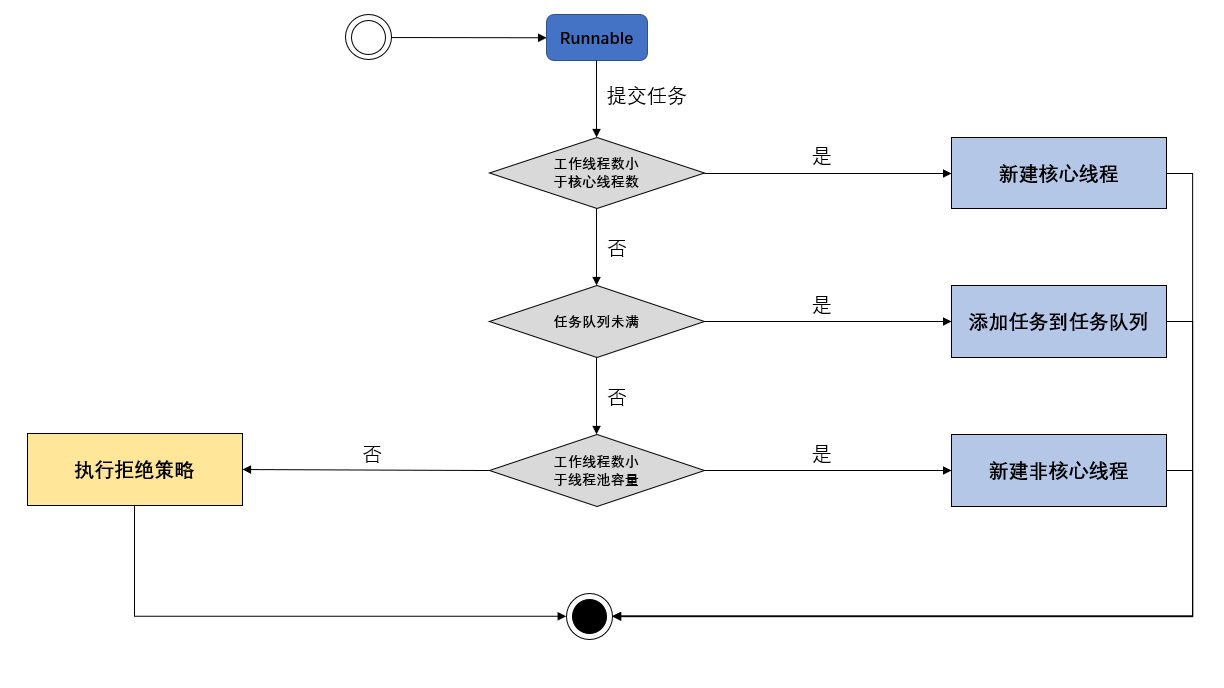 Runnable
提交任务
工作线程数小
于核心线程数
是
新建核心线程
否
任务队列未满
是
添加任务到任务队列
否
工作线程数小
于线程池容量
是
新建非核心线程
否
执行拒绝策略